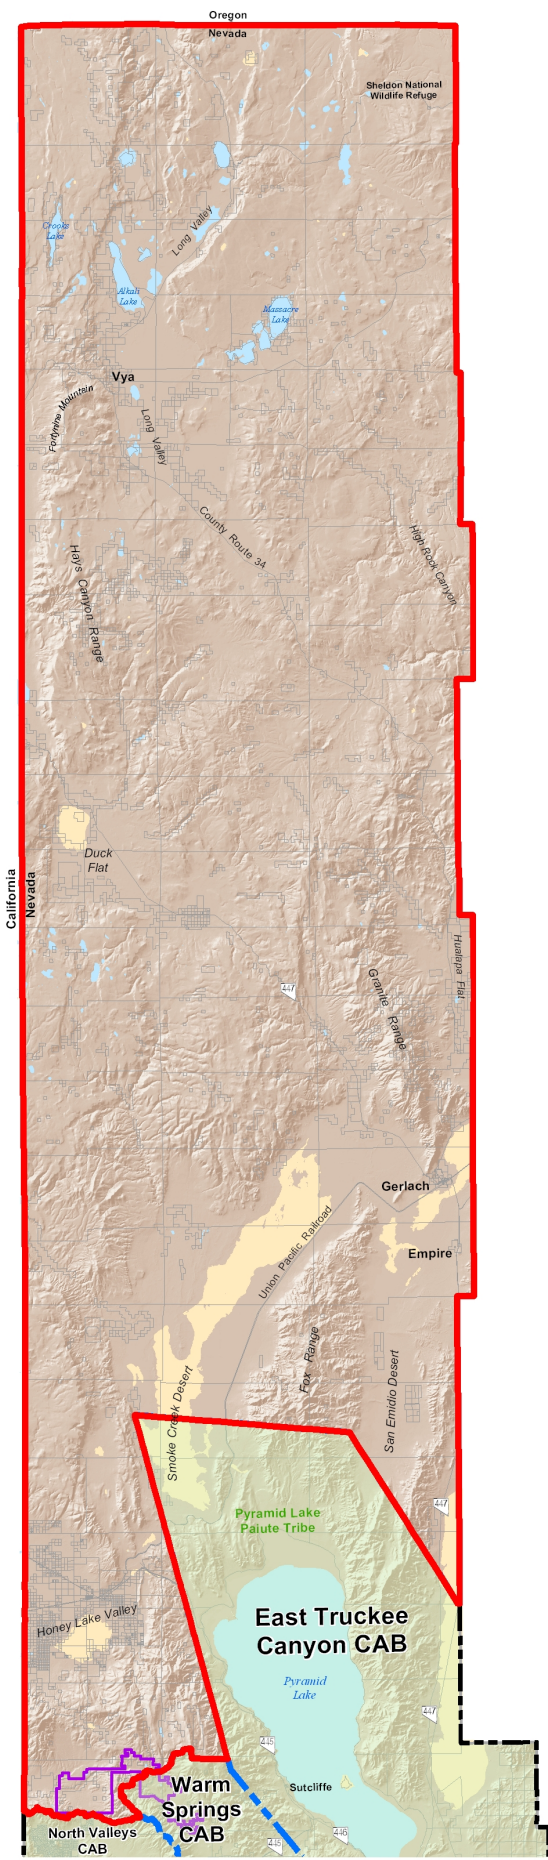 Oregon
Nevada
Sheldon National
Wildlife Refuge
Crooks
Lake
Long Valley
Alkali
Lake
Massacre
Lake
Vya
Fortynine Mountain
Long Valley
County Route 34
High Rock Canyon
Hays Canyon Range
Duck
Flat
California
Nevada
Hualapa Flat
Granite Range
447
Gerlach
Union Pacific Railroad
Empire
Fox Range
San Emidio Desert
Smoke Creek Desert
447
Pyramid Lake
Paiute Tribe
Honey Lake Valley
East Truckee
Canyon CAB
Pyramid
Lake
447
445
Warm
Springs
CAB
Sutcliffe
North Valleys
CAB
446
445